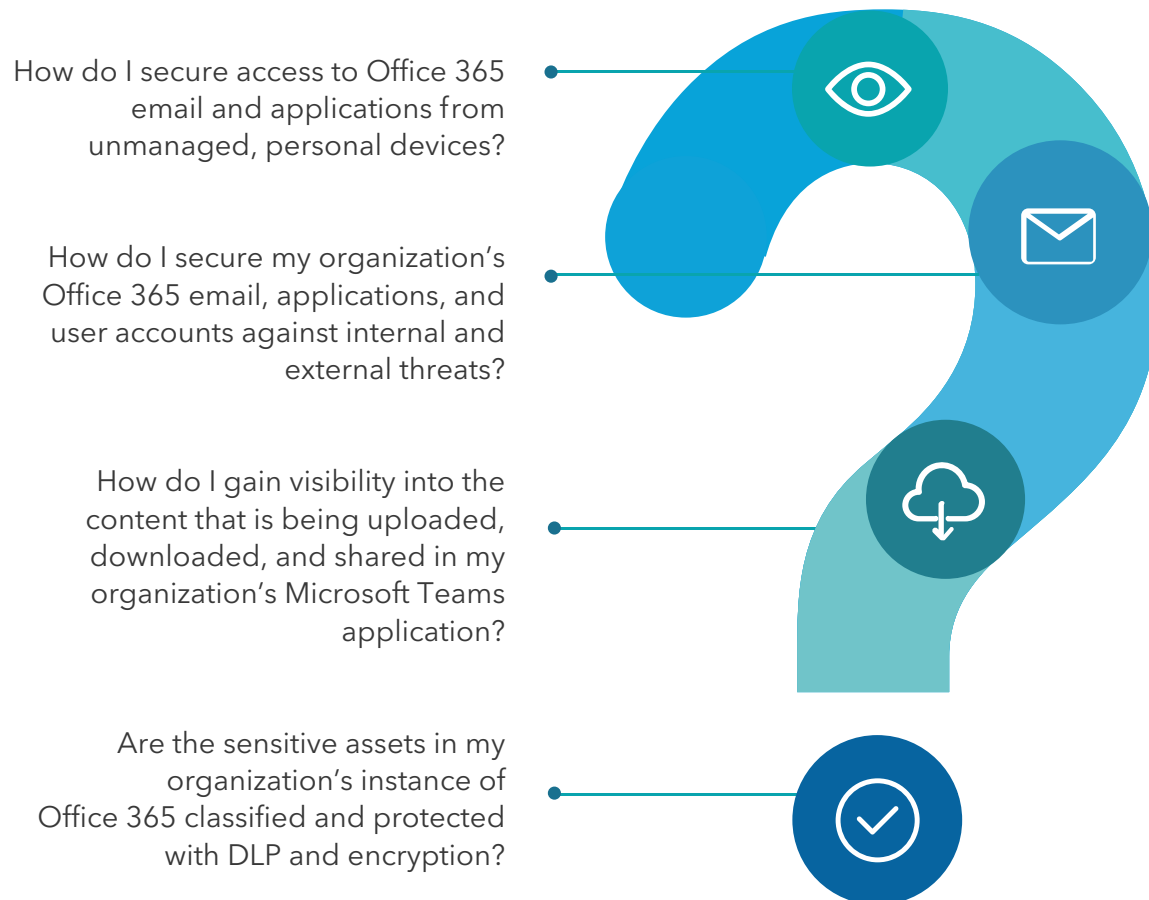 How do I secure access to Office 365
email and applications from
unmanaged, personal devices?
How do I secure my organization’s
Office 365 email, applications, and
user accounts against internal and
external threats?
How do I gain visibility into the
content that is being uploaded,
downloaded, and shared in my
organization’s Microsoft Teams
application?
Are the sensitive assets in my
organization’s instance of
Office 365 classified and protected
with DLP and encryption?